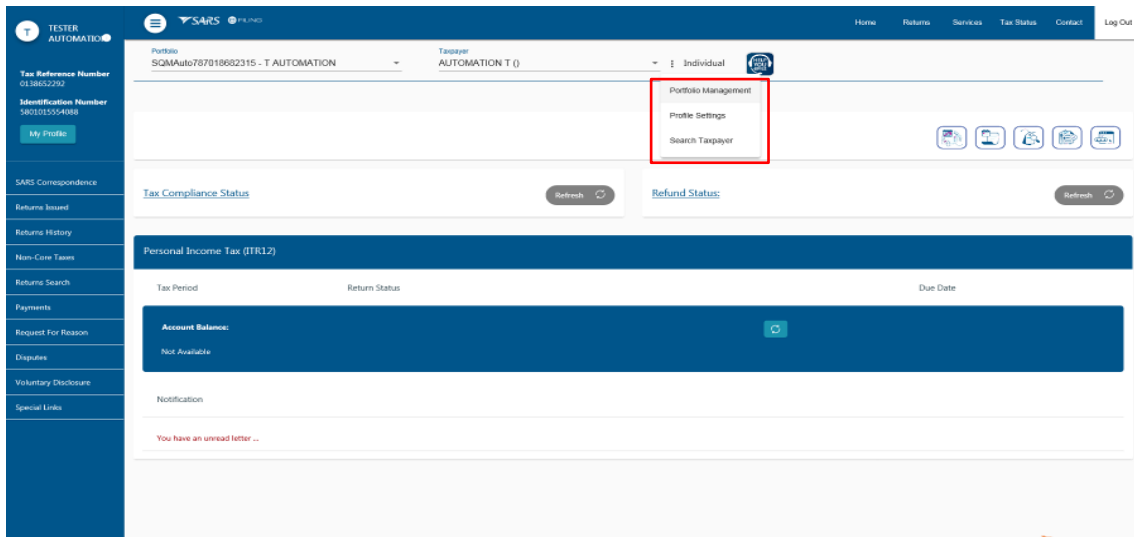 T
TESTER
AUTOMATION
SARS eFILING
Home Returns Services Tax Status Contact Log Out
Portfolio
SQMAuto787018682315 - T AUTOMATION
Taxpayer
AUTOMATION T ()
Individual
HELP YOU
Portfolio Management
Profile Settings
Search Taxpayer
Tax Reference Number
0138652292
Identification Number
5801015554088
My Profile
SARS Correspondence
Returns Issued
Returns History
Non-Core Taxes
Returns Search
Payments
Request For Reason
Disputes
Voluntary Disclosure
Special Links
Tax Compliance Status
Refresh
Refund Status:
Refresh
Personal Income Tax (ITR12)
Tax Period Return Status Due Date
Account Balance:
Not Available
Notification
You have an unread letter ...